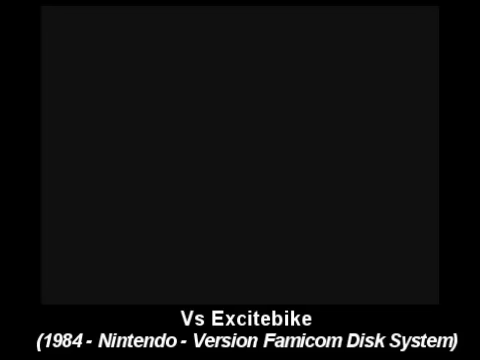 Vs Excitebike
(1984 - Nintendo - Version Famicom Disk System)